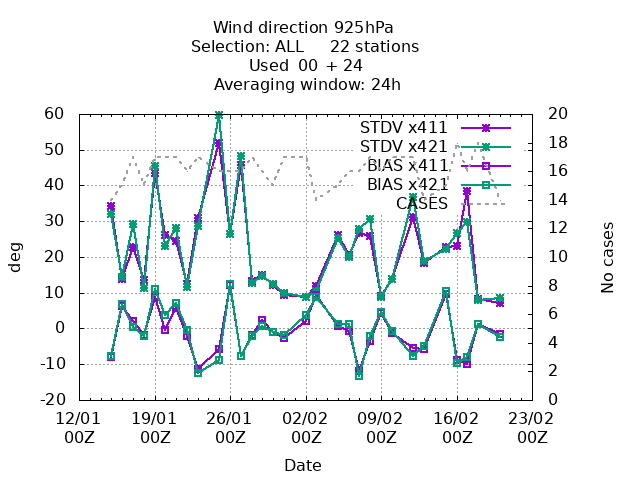 Wind direction 925hPa
Selection: ALL 22 stations
Used 00 + 24
Averaging window: 24h
60
50
40
30
20
10
0
-10
-20
deg
20
18
16
14
12
10
8
6
4
2
0
No cases
STDV x411
STDV x421
BIAS x411
BIAS x421
CASES
12/01 19/01 26/01 02/02 09/02 16/02 23/02
00Z 00Z 00Z 00Z 00Z 00Z 00Z
Date